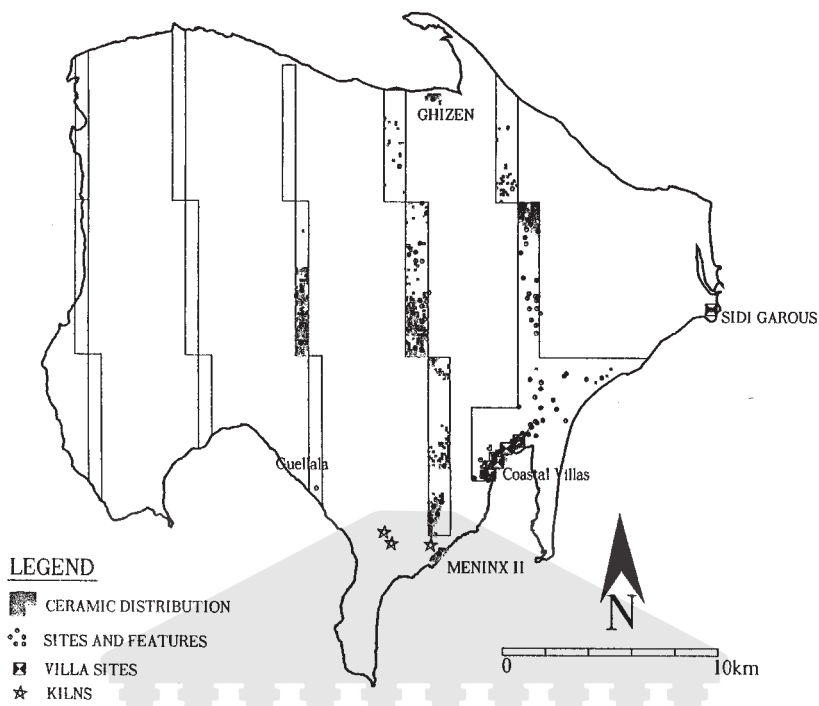 GHIZEN
SIDI GAROUS
Guellala
Coastal Villas
MENINX II
LEGEND
CERAMIC DISTRIBUTION
SITES AND FEATURES
VILLA SITES
KILNS
N
0 10km